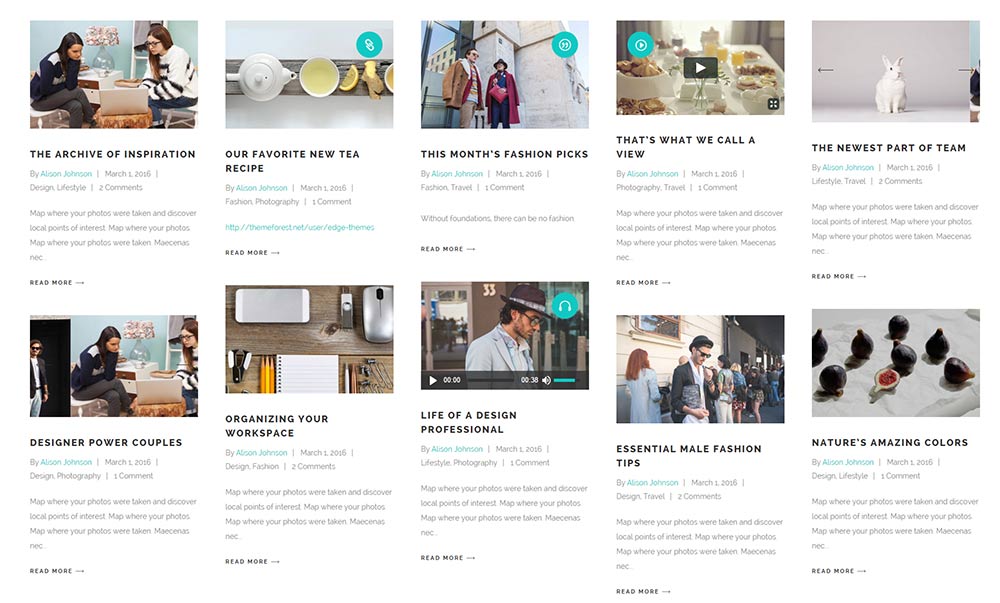 THE ARCHIVE OF INSPIRATION
By Alison Johnson | March 1, 2016 |
Design, Lifestyle | 2 Comments
Map where your photos were taken and discover
local points of interest. Map where your photos.
Map where your photos were taken. Maecenas
nec...
READ MORE
OUR FAVORITE NEW TEA
RECIPE
By Alison Johnson | March 1, 2016 |
Fashion, Photography | 1 Comment
http://themeforest.net/user/edge-themes
READ MORE
THIS MONTH'S FASHION PICKS
By Alison Johnson | March 1, 2016 |
Fashion, Travel | 1 Comment
Without foundations, there can be no fashion
READ MORE
THAT'S WHAT WE CALL A
VIEW
By Alison Johnson | March 1, 2016 |
Photography, Travel | 1 Comment
Map where your photos were taken and discover
local points of interest. Map where your photos.
Map where your photos were taken. Maecenas
nec...
READ MORE
THE NEWEST PART OF TEAM
By Alison Johnson | March 1, 2016 |
Lifestyle, Travel | 2 Comments
Map where your photos were taken and discover
local points of interest. Map where your photos.
Map where your photos were taken. Maecenas
nec...
READ MORE
DESIGNER POWER COUPLES
By Alison Johnson | March 1, 2016 |
Design, Photography | 1 Comment
Map where your photos were taken and discover
local points of interest. Map where your photos.
Map where your photos were taken. Maecenas
nec...
READ MORE
ORGANIZING YOUR
WORKSPACE
By Alison Johnson | March 1, 2016 |
Design, Fashion | 2 Comments
Map where your photos were taken and discover
local points of interest. Map where your photos.
Map where your photos were taken. Maecenas
nec...
READ MORE
33
00:00 00:38
LIFE OF A DESIGN
PROFESSIONAL
By Alison Johnson | March 1, 2016 |
Lifestyle, Photography | 1 Comment
Map where your photos were taken and discover
local points of interest. Map where your photos.
Map where your photos were taken. Maecenas
nec...
READ MORE
ESSENTIAL MALE FASHION
TIPS
By Alison Johnson | March 1, 2016 |
Design, Travel | 2 Comments
Map where your photos were taken and discover
local points of interest. Map where your photos.
Map where your photos were taken. Maecenas
nec...
READ MORE
NATURE'S AMAZING COLORS
By Alison Johnson | March 1, 2016 |
Design, Lifestyle | 1 Comment
Map where your photos were taken and discover
local points of interest. Map where your photos.
Map where your photos were taken. Maecenas
nec...
READ MORE